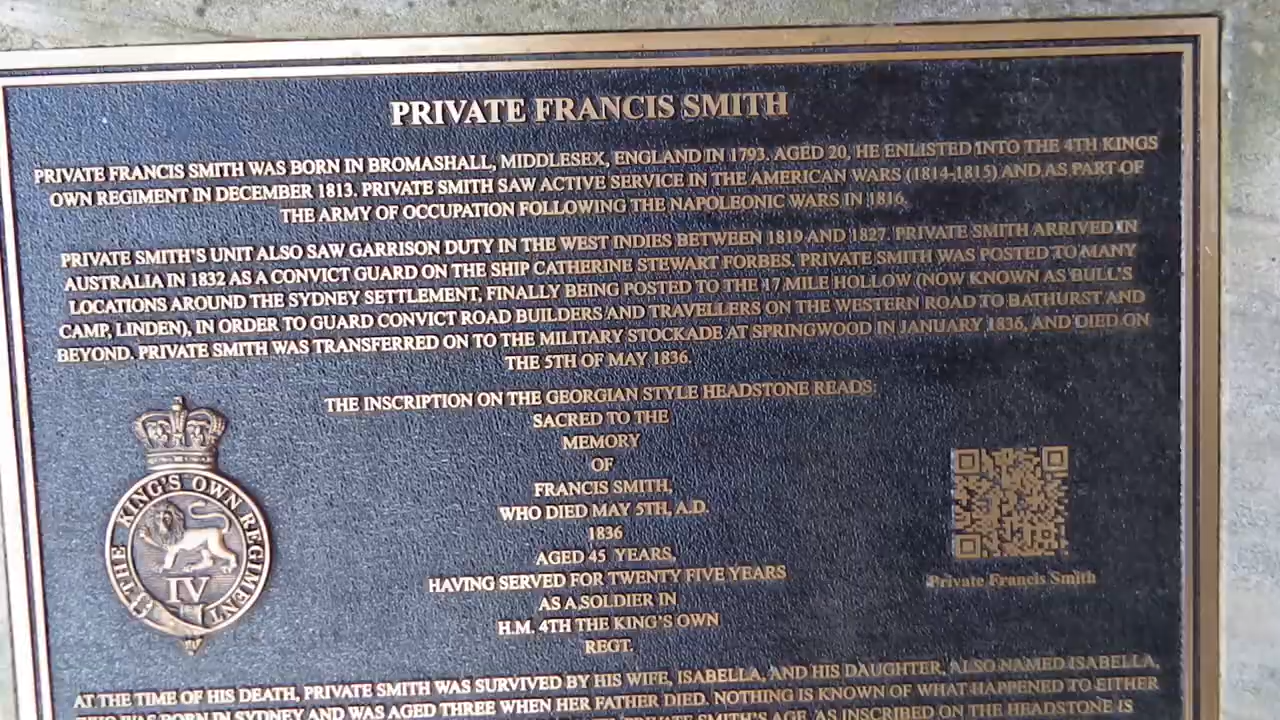 PRIVATE FRANCIS SMITH
PRIVATE FRANCIS SMITH WAS BORN IN BROMASHALL, MIDDLESEX, ENGLAND IN 1793. AGED 20, HE ENLISTED INTO THE 4TH KINGS
OWN REGIMENT IN DECEMBER 1813. PRIVATE SMITH SAW ACTIVE SERVICE IN THE AMERICAN WARS (1814-1815) AND AS PART OF
THE ARMY OF OCCUPATION FOLLOWING THE NAPOLEONIC WARS IN 1816.
PRIVATE SMITH'S UNIT ALSO SAW GARRISON DUTY IN THE WEST INDIES BETWEEN 1819 AND 1827. PRIVATE SMITH ARRIVED IN
AUSTRALIA IN 1832 AS A CONVICT GUARD ON THE SHIP CATHERINE STEWART FORBES. PRIVATE SMITH WAS POSTED TO MANY
LOCATIONS AROUND THE SYDNEY SETTLEMENT, FINALLY BEING POSTED TO THE 17 MILE HOLLOW (NOW KNOWN AS BULL'S
CAMP, LINDEN), IN ORDER TO GUARD CONVICT ROAD BUILDERS AND TRAVELLERS ON THE WESTERN ROAD TO BATHURST AND
BEYOND. PRIVATE SMITH WAS TRANSFERRED ON TO THE MILITARY STOCKADE AT SPRINGWOOD IN JANUARY 1836, AND DIED ON
THE 5TH OF MAY 1836.
THE INSCRIPTION ON THE GEORGIAN STYLE HEADSTONE READS:
SACRED TO THE
MEMORY
OF
FRANCIS SMITH,
WHO DIED MAY 5TH, A.D.
1836
AGED 45 YEARS,
HAVING SERVED FOR TWENTY FIVE YEARS
AS A SOLDIER IN
H.M. 4TH THE KING'S OWN
REGT.
THE KING'S OWN REGIMENT
IV
Private Francis Smith
AT THE TIME OF HIS DEATH, PRIVATE SMITH WAS SURVIVED BY HIS WIFE, ISABELLA, AND HIS DAUGHTER, ALSO NAMED ISABELLA,
WHO WAS BORN IN SYDNEY AND WAS AGED THREE WHEN HER FATHER DIED. NOTHING IS KNOWN OF WHAT HAPPENED TO EITHER
PRIVATE SMITH'S AGE, AS INSCRIBED ON THE HEADSTONE IS